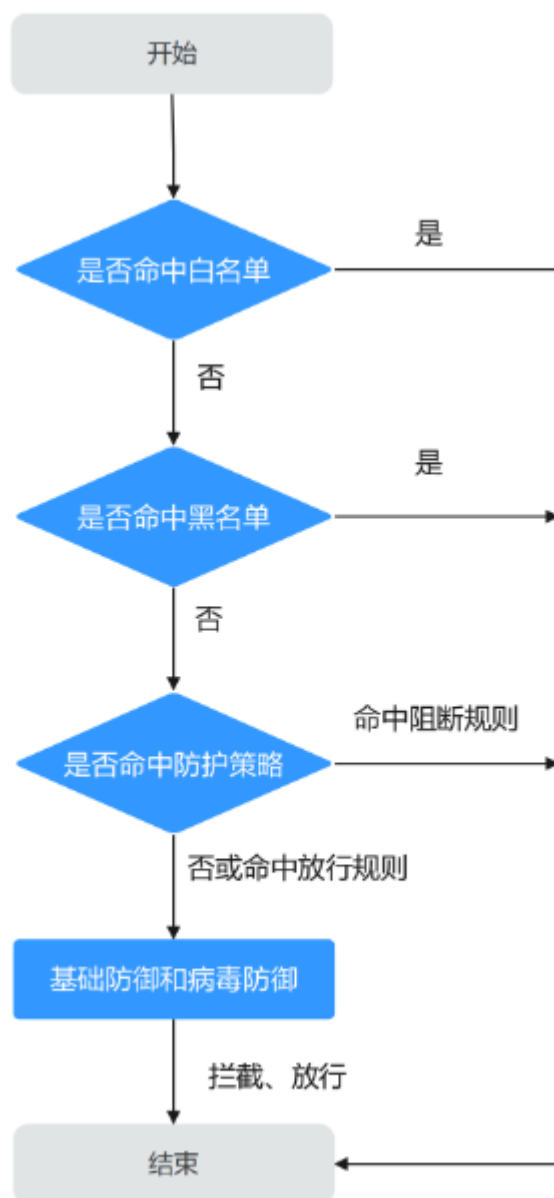 开始
是否命中白名单
是
否
是否命中黑名单
是
否
是否命中防护策略
命中阻断规则
否或命中放行规则
基础防御和病毒防御
拦截、放行
结束